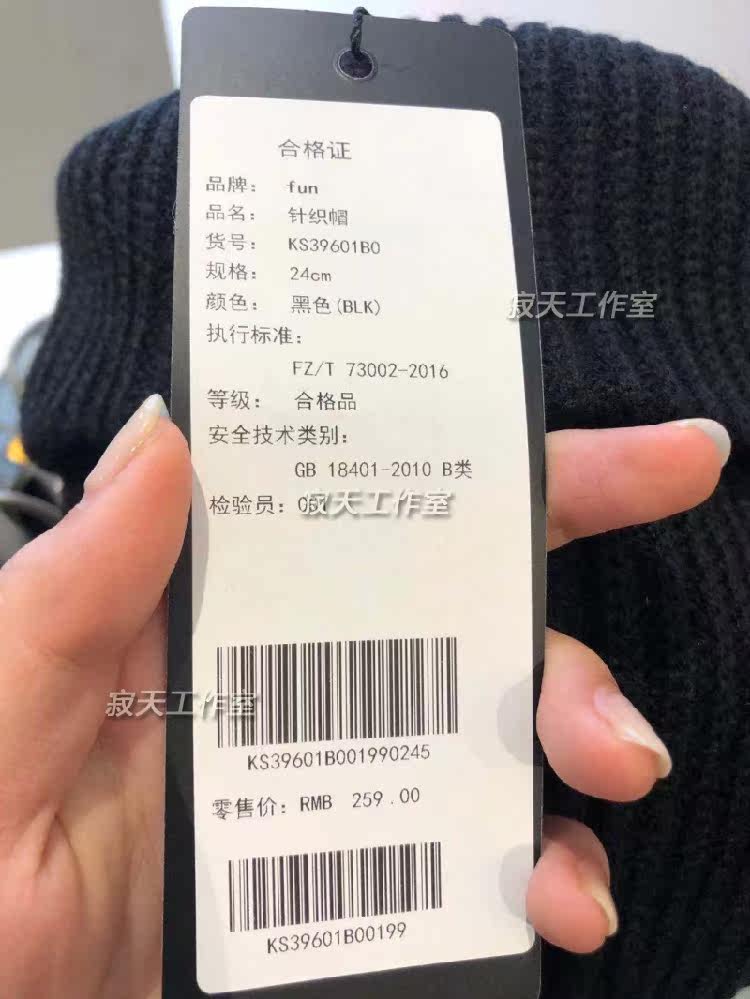 合格证
品牌： fun
品名： 针织帽
货号： KS39601B0
规格： 24cm
颜色： 黑色(BLK)
执行标准：
FZ/T 73002-2016
等级： 合格品
安全技术类别：
GB 18401-2010 B类
检验员：
寂天工作室
寂天工作室
寂天工作室
KS39601B001990245
零售价：RMB 259.00
KS39601B00199